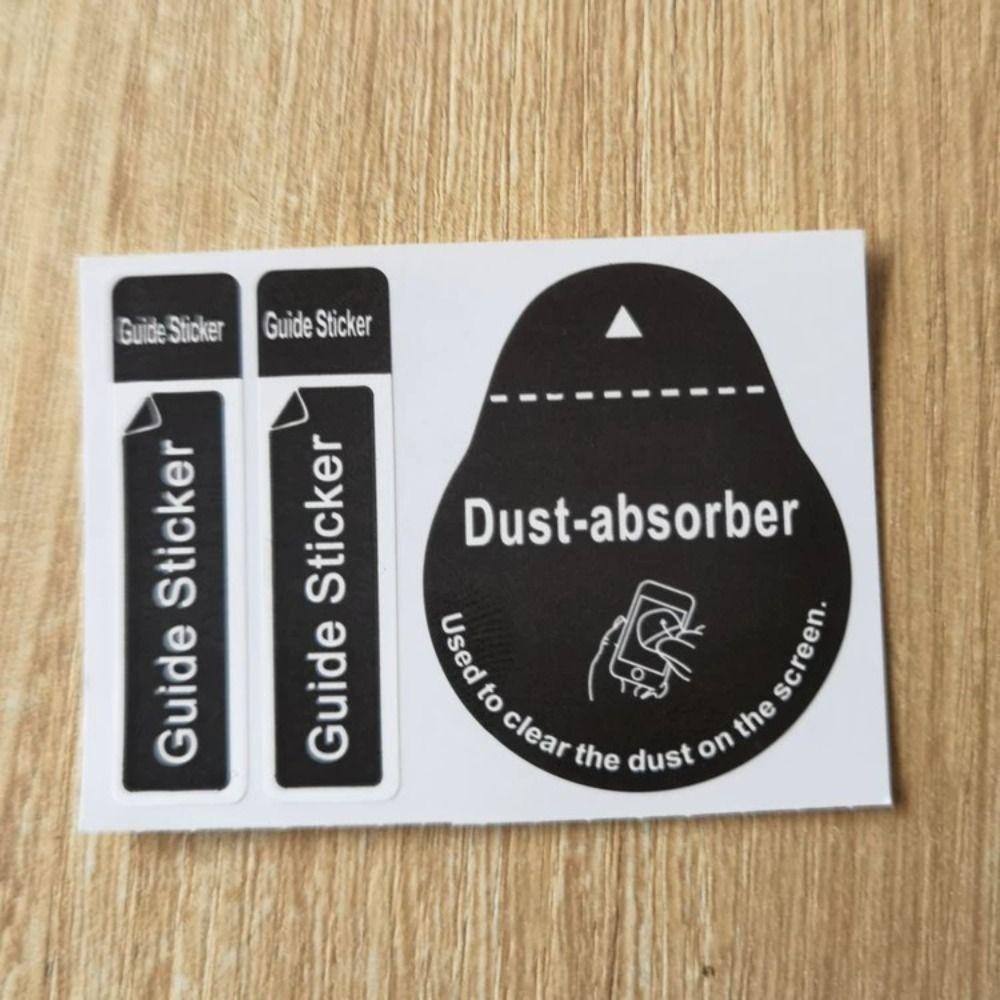 Guide Sticker
Guide Sticker
Guide Sticker
Guide Sticker
Dust-absorber
Used to clear the dust on the screen.